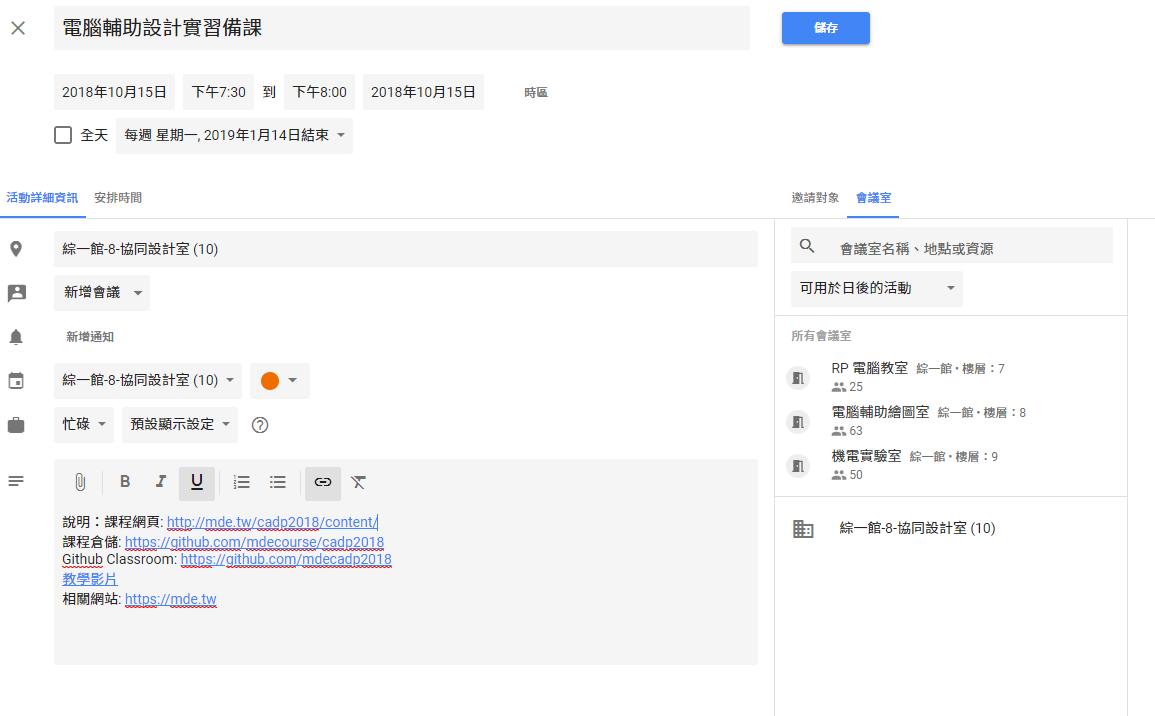 電腦輔助設計實習備課
儲存
2018年10月15日 下午7:30 到 下午8:00 2018年10月15日 時區
全天 每週 星期一, 2019年1月14日結束
活動詳細資訊 安排時間
綜一館-8-協同設計室 (10)
新增會議
新增通知
綜一館-8-協同設計室 (10)
忙碌 預設顯示設定
B I U
說明：課程網頁: http://mde.tw/cadp2018/content/
課程倉儲: https://github.com/mdecourse/cadp2018
Github Classroom: https://github.com/mdecadp2018
教學影片
相關網站: https://mde.tw
邀請對象 會議室
會議室名稱、地點或資源
可用於日後的活動
所有會議室
RP 電腦教室 綜一館 • 樓層：7
25
電腦輔助繪圖室 綜一館 • 樓層：8
63
機電實驗室 綜一館 • 樓層：9
50
綜一館-8-協同設計室 (10)